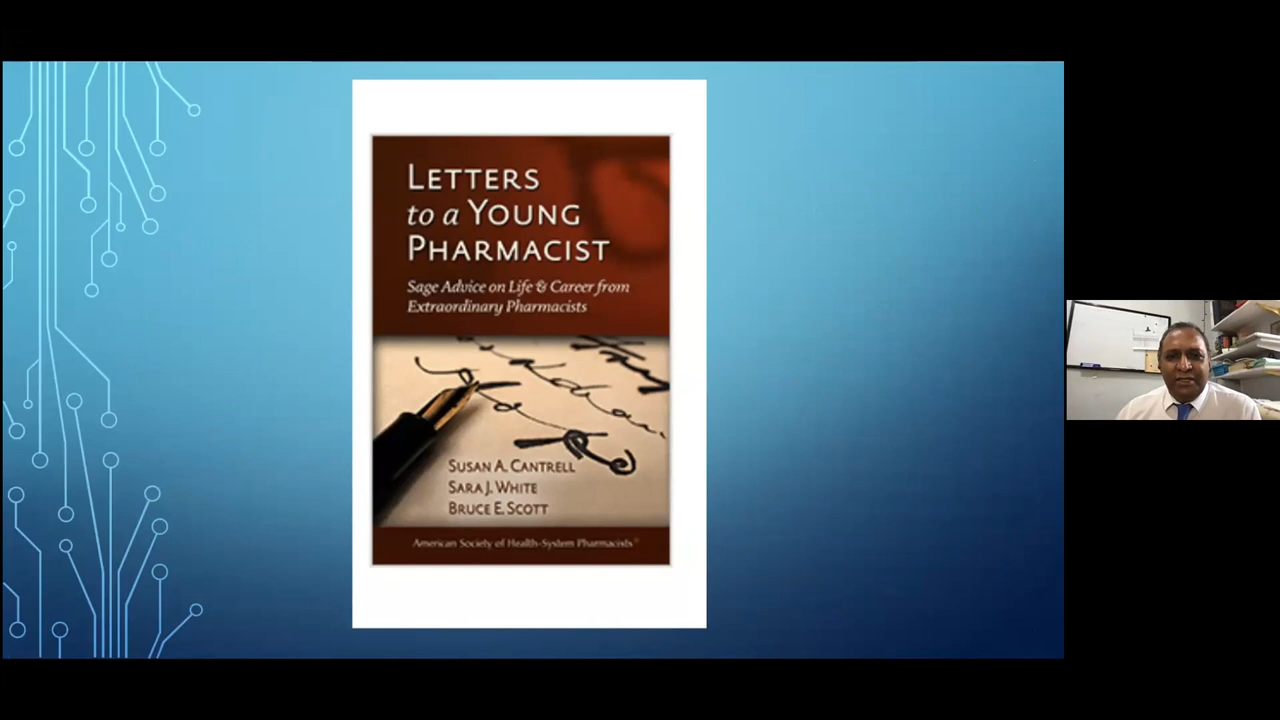 LETTERS
to a YOUNG
PHARMACIST
Sage Advice on Life & Career from
Extraordinary Pharmacists
SUSAN A. CANTRELL
SARA J. WHITE
BRUCE E. SCOTT
American Society of Health-System Pharmacists®